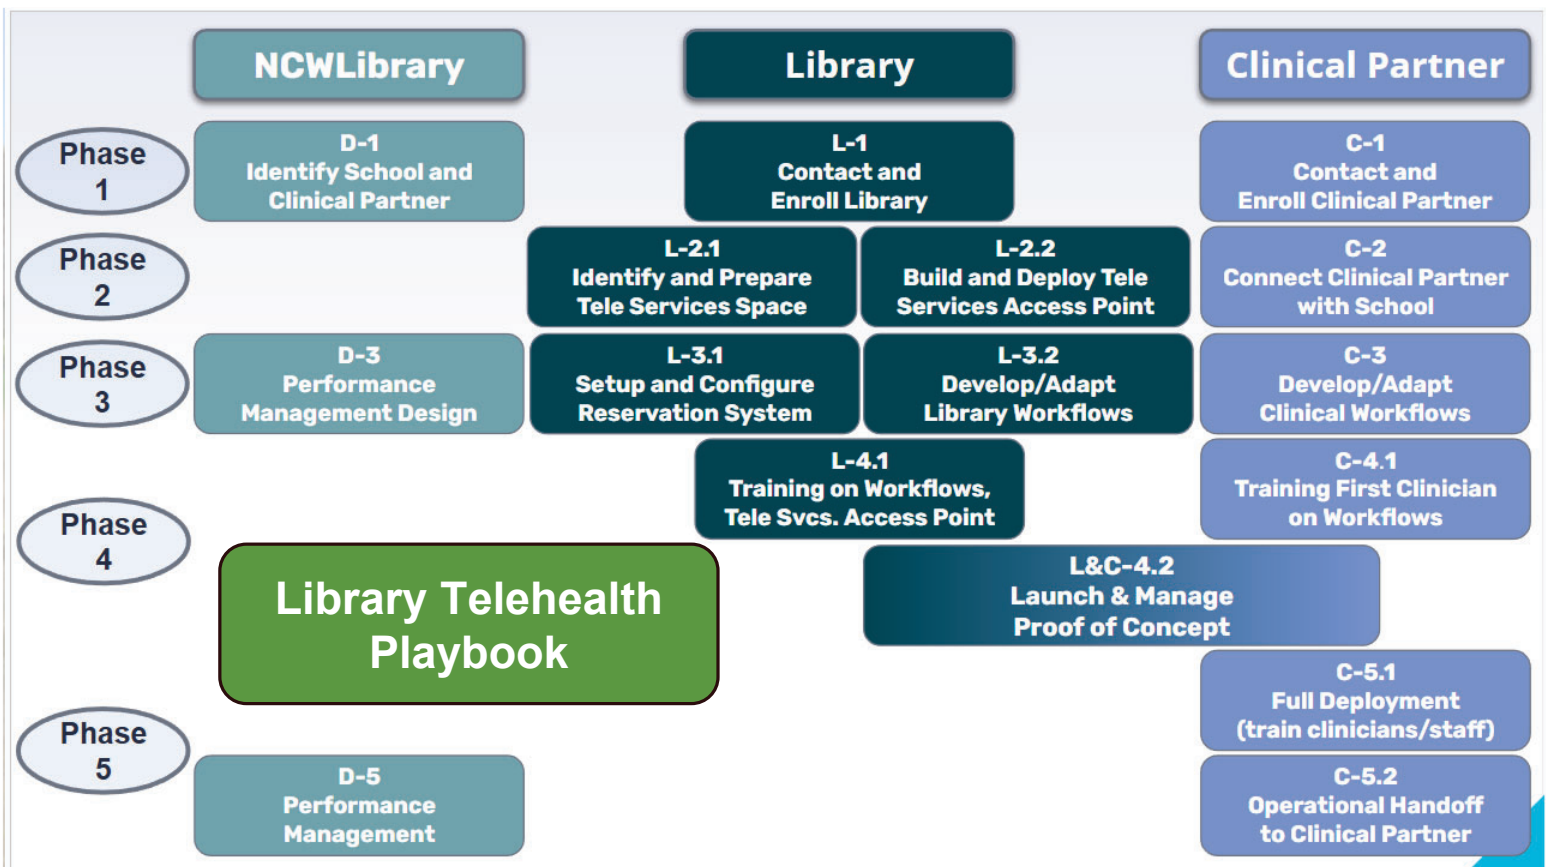 NCWLibrary
Library
Clinical Partner
Phase
1
D-1
Identify School and
Clinical Partner
L-1
Contact and
Enroll Library
C-1
Contact and
Enroll Clinical Partner
Phase
2
L-2.1
Identify and Prepare
Tele Services Space
L-2.2
Build and Deploy Tele
Services Access Point
C-2
Connect Clinical Partner
with School
Phase
3
D-3
Performance
Management Design
L-3.1
Setup and Configure
Reservation System
L-3.2
Develop/Adapt
Library Workflows
C-3
Develop/Adapt
Clinical Workflows
Phase
4
L-4.1
Training on Workflows,
Tele Svcs. Access Point
C-4.1
Training First Clinician
on Workflows
L&C-4.2
Launch & Manage
Proof of Concept
Library Telehealth
Playbook
Phase
5
C-5.1
Full Deployment
(train clinicians/staff)
D-5
Performance
Management
C-5.2
Operational Handoff
to Clinical Partner